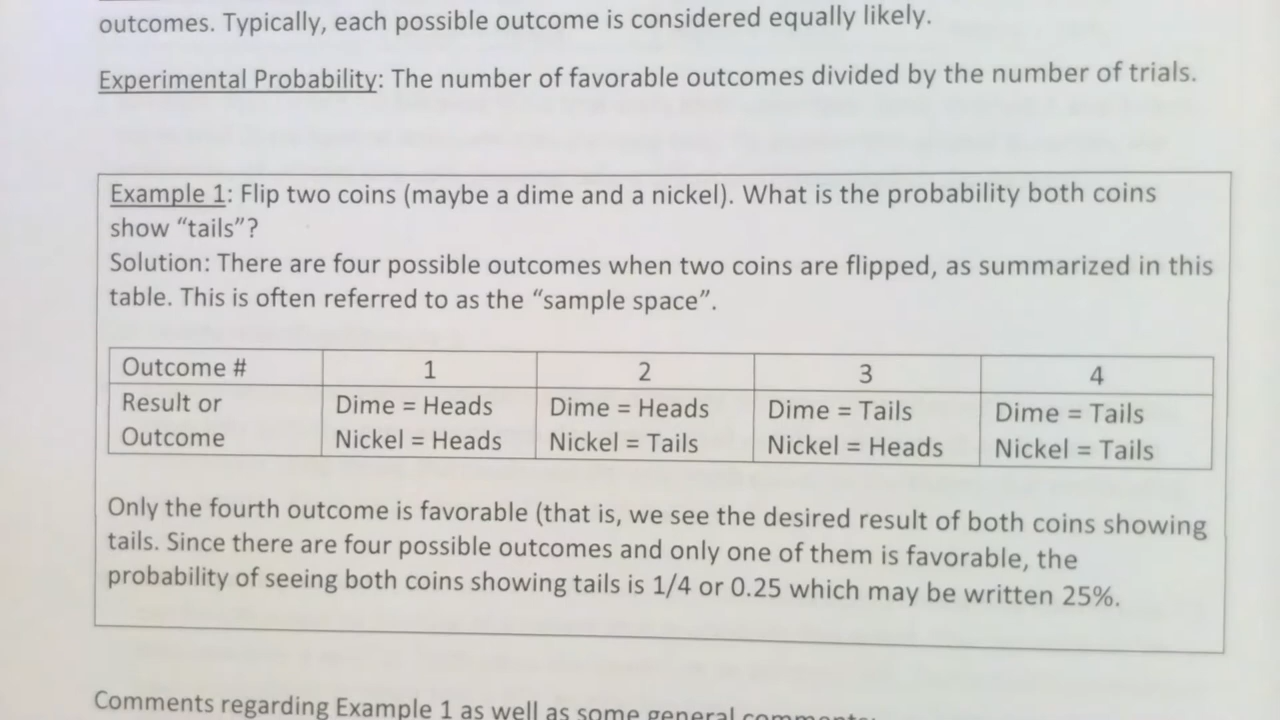 outcomes. Typically, each possible outcome is considered equally likely.
Experimental Probability: The number of favorable outcomes divided by the number of trials.
Example 1: Flip two coins (maybe a dime and a nickel). What is the probability both coins
show “tails”?
Solution: There are four possible outcomes when two coins are flipped, as summarized in this
table. This is often referred to as the “sample space”.
Outcome # 1 2 3 4
Result or Dime = Heads Dime = Heads Dime = Tails Dime = Tails
Outcome Nickel = Heads Nickel = Tails Nickel = Heads Nickel = Tails
Only the fourth outcome is favorable (that is, we see the desired result of both coins showing
tails. Since there are four possible outcomes and only one of them is favorable, the
probability of seeing both coins showing tails is 1/4 or 0.25 which may be written 25%.
Comments regarding Example 1 as well as some general comments: